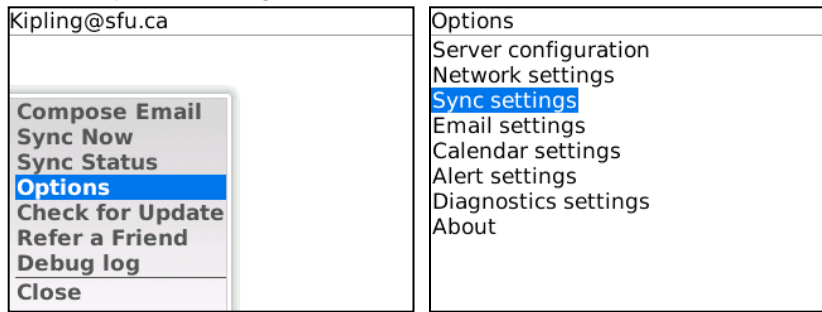 Kipling@sfu.ca
Compose Email
Sync Now
Sync Status
Options
Check for Update
Refer a Friend
Debug log
Close
Options
Server configuration
Network settings
Sync settings
Email settings
Calendar settings
Alert settings
Diagnostics settings
About